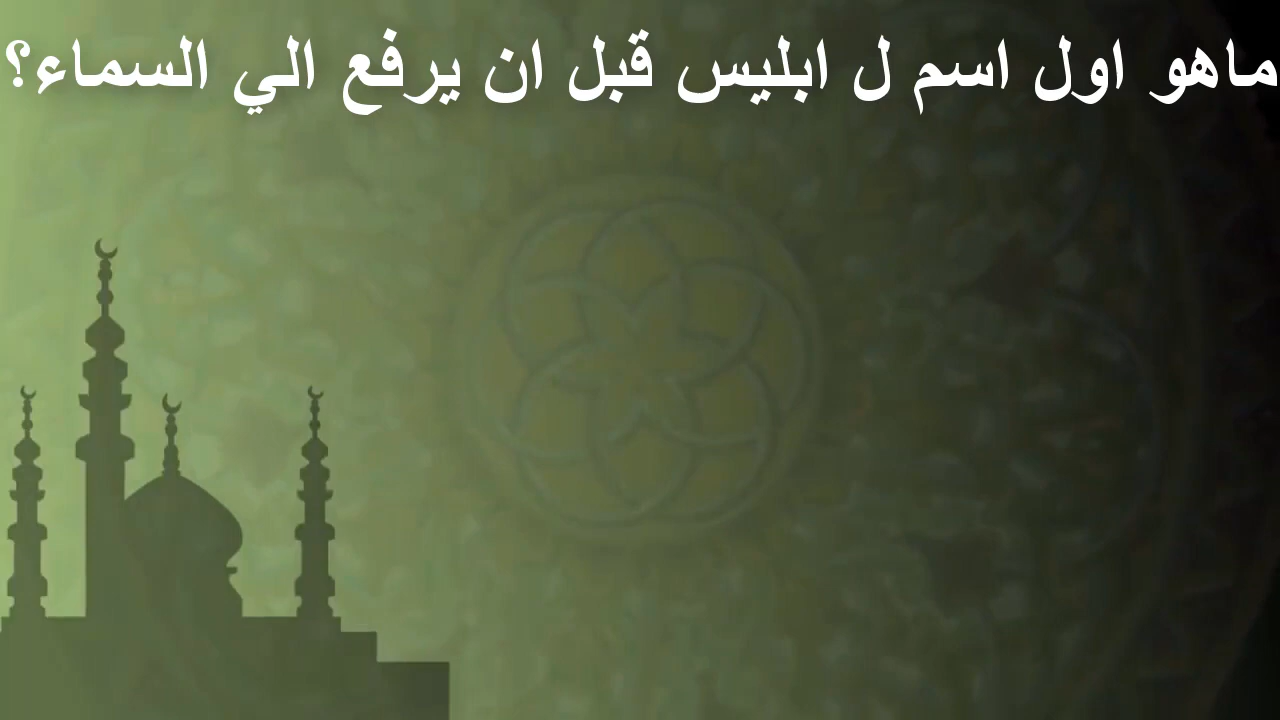 ماهو اول اسم ل ابليس قبل ان يرفع الي السماء؟